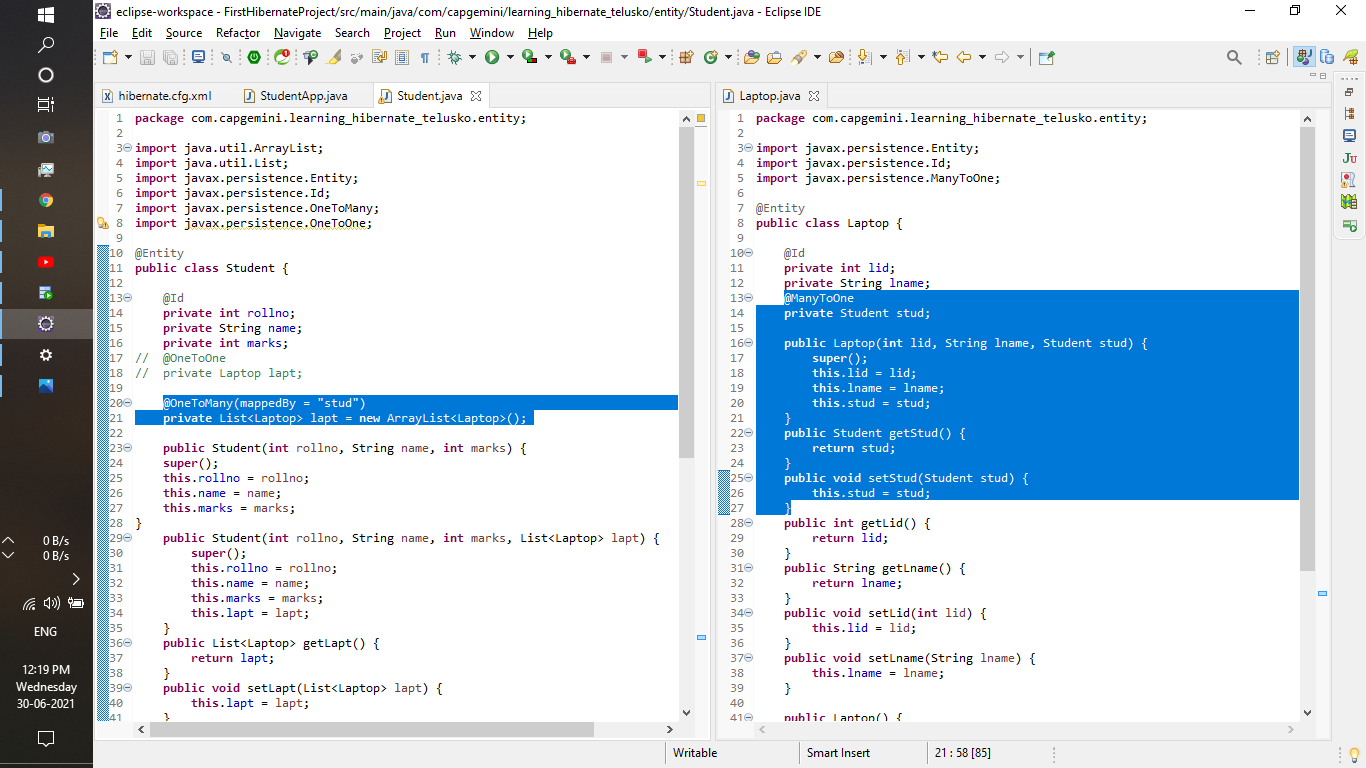 eclipse-workspace - FirstHibernateProject/src/main/java/com/capgemini/learning_hibernate_telusko/entity/Student.java - Eclipse IDE
File Edit Source Refactor Navigate Search Project Run Window Help
hibernate.cfg.xml StudentApp.java Student.java
1 package com.capgemini.learning_hibernate_telusko.entity;
2
3 import java.util.ArrayList;
4 import java.util.List;
5 import javax.persistence.Entity;
6 import javax.persistence.Id;
7 import javax.persistence.OneToMany;
8 import javax.persistence.OneToOne;
9
10 @Entity
11 public class Student {
12
13 @Id
14 private int rollno;
15 private String name;
16 private int marks;
17 // @OneToOne
18 // private Laptop lapt;
19
20 @OneToMany(mappedBy = "stud")
21 private List<Laptop> lapt = new ArrayList<Laptop>();
22
23 public Student(int rollno, String name, int marks) {
24 super();
25 this.rollno = rollno;
26 this.name = name;
27 this.marks = marks;
28 }
29 public Student(int rollno, String name, int marks, List<Laptop> lapt) {
30 super();
31 this.rollno = rollno;
32 this.name = name;
33 this.marks = marks;
34 this.lapt = lapt;
35 }
36 public List<Laptop> getLapt() {
37 return lapt;
38 }
39 public void setLapt(List<Laptop> lapt) {
40 this.lapt = lapt;
41 }
Laptop.java
1 package com.capgemini.learning_hibernate_telusko.entity;
2
3 import javax.persistence.Entity;
4 import javax.persistence.Id;
5 import javax.persistence.ManyToOne;
6
7 @Entity
8 public class Laptop {
9
10 @Id
11 private int lid;
12 private String lname;
13 @ManyToOne
14 private Student stud;
15
16 public Laptop(int lid, String lname, Student stud) {
17 super();
18 this.lid = lid;
19 this.lname = lname;
20 this.stud = stud;
21 }
22 public Student getStud() {
23 return stud;
24 }
25 public void setStud(Student stud) {
26 this.stud = stud;
27 }
28 public int getLid() {
29 return lid;
30 }
31 public String getLname() {
32 return lname;
33 }
34 public void setLid(int lid) {
35 this.lid = lid;
36 }
37 public void setLname(String lname) {
38 this.lname = lname;
39 }
40
41 public Laptop() {
Writable Smart Insert 21 : 58 [85]
0 B/s
0 B/s
ENG
12:19 PM
Wednesday
30-06-2021